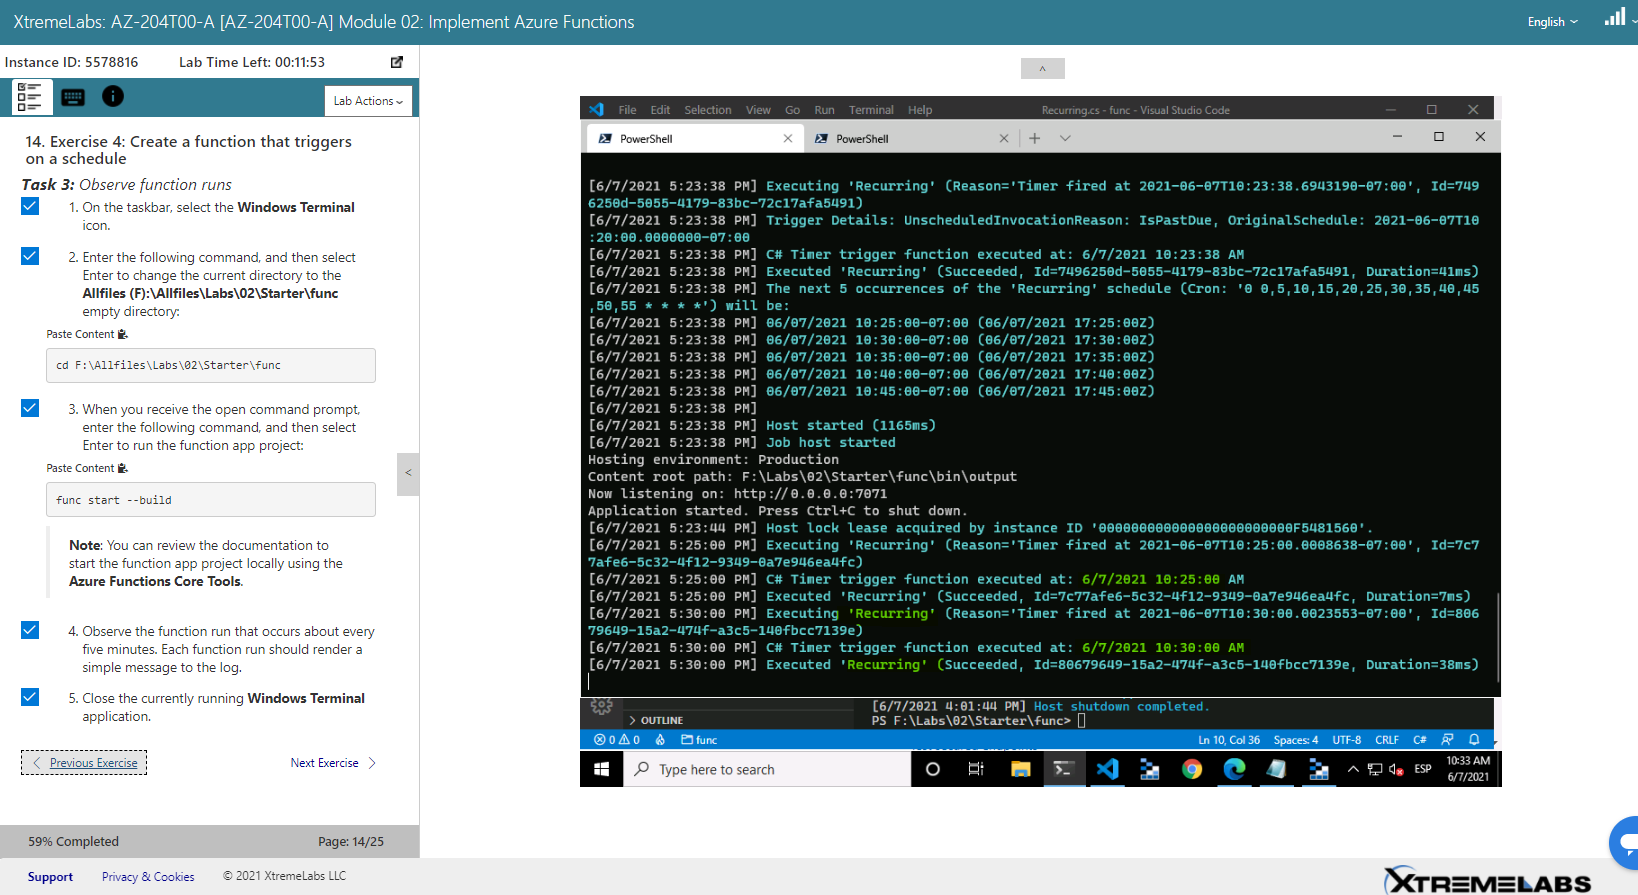 XtremeLabs: AZ-204T00-A [AZ-204T00-A] Module 02: Implement Azure Functions
English
Instance ID: 5578816
Lab Time Left: 00:11:53
Lab Actions
14. Exercise 4: Create a function that triggers
on a schedule
Task 3: Observe function runs
1. On the taskbar, select the Windows Terminal
icon.
2. Enter the following command, and then select
Enter to change the current directory to the
Allfiles (F):\Allfiles\Labs\02\Starter\func
empty directory:
Paste Content
cd F:\Allfiles\Labs\02\Starter\func
3. When you receive the open command prompt,
enter the following command, and then select
Enter to run the function app project:
Paste Content
func start --build
Note: You can review the documentation to
start the function app project locally using the
Azure Functions Core Tools.
4. Observe the function run that occurs about every
five minutes. Each function run should render a
simple message to the log.
5. Close the currently running Windows Terminal
application.
< Previous Exercise
Next Exercise >
59% Completed
Page: 14/25
Support
Privacy & Cookies
© 2021 XtremeLabs LLC
File Edit Selection View Go Run Terminal Help
Recurring.cs - func - Visual Studio Code
PowerShell
PowerShell
[6/7/2021 5:23:38 PM] Executing 'Recurring' (Reason='Timer fired at 2021-06-07T10:23:38.6943190-07:00', Id=749
6250d-5055-4179-83bc-72c17afa5491)
[6/7/2021 5:23:38 PM] Trigger Details: UnscheduledInvocationReason: IsPastDue, OriginalSchedule: 2021-06-07T10
:20:00.0000000-07:00
[6/7/2021 5:23:38 PM] C# Timer trigger function executed at: 6/7/2021 10:23:38 AM
[6/7/2021 5:23:38 PM] Executed 'Recurring' (Succeeded, Id=7496250d-5055-4179-83bc-72c17afa5491, Duration=41ms)
[6/7/2021 5:23:38 PM] The next 5 occurrences of the 'Recurring' schedule (Cron: '0 0,5,10,15,20,25,30,35,40,45
,50,55 * * * *') will be:
[6/7/2021 5:23:38 PM] 06/07/2021 10:25:00-07:00 (06/07/2021 17:25:00Z)
[6/7/2021 5:23:38 PM] 06/07/2021 10:30:00-07:00 (06/07/2021 17:30:00Z)
[6/7/2021 5:23:38 PM] 06/07/2021 10:35:00-07:00 (06/07/2021 17:35:00Z)
[6/7/2021 5:23:38 PM] 06/07/2021 10:40:00-07:00 (06/07/2021 17:40:00Z)
[6/7/2021 5:23:38 PM] 06/07/2021 10:45:00-07:00 (06/07/2021 17:45:00Z)
[6/7/2021 5:23:38 PM]
[6/7/2021 5:23:38 PM] Host started (1165ms)
[6/7/2021 5:23:38 PM] Job host started
Hosting environment: Production
Content root path: F:\Labs\02\Starter\func\bin\output
Now listening on: http://0.0.0.0:7071
Application started. Press Ctrl+C to shut down.
[6/7/2021 5:23:44 PM] Host lock lease acquired by instance ID '000000000000000000000000F5481560'.
[6/7/2021 5:25:00 PM] Executing 'Recurring' (Reason='Timer fired at 2021-06-07T10:25:00.0008638-07:00', Id=7c7
7afe6-5c32-4f12-9349-0a7e946ea4fc)
[6/7/2021 5:25:00 PM] C# Timer trigger function executed at: 6/7/2021 10:25:00 AM
[6/7/2021 5:25:00 PM] Executed 'Recurring' (Succeeded, Id=7c77afe6-5c32-4f12-9349-0a7e946ea4fc, Duration=7ms)
[6/7/2021 5:30:00 PM] Executing 'Recurring' (Reason='Timer fired at 2021-06-07T10:30:00.0023553-07:00', Id=806
79649-15a2-474f-a3c5-140fbcc7139e)
[6/7/2021 5:30:00 PM] C# Timer trigger function executed at: 6/7/2021 10:30:00 AM
[6/7/2021 5:30:00 PM] Executed 'Recurring' (Succeeded, Id=80679649-15a2-474f-a3c5-140fbcc7139e, Duration=38ms)
[6/7/2021 4:01:44 PM] Host shutdown completed.
> OUTLINE
PS F:\Labs\02\Starter\func>
0 0 func
Ln 10, Col 36 Spaces: 4 UTF-8 CRLF C#
Type here to search
ESP
10:33 AM
6/7/2021
XTREMELABS